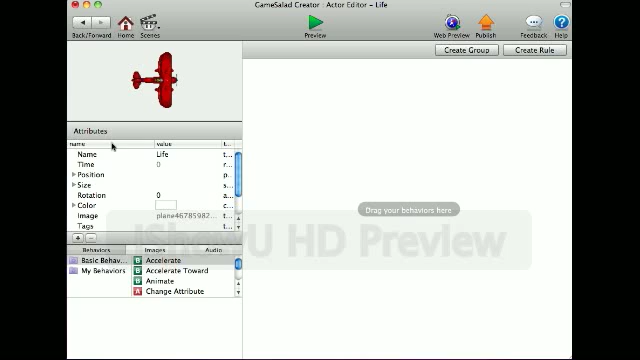 GameSalad Creator : Actor Editor - Life
Back/Forward
Home
Scenes
Preview
Web Preview
Publish
Feedback
Help
Create Group
Create Rule
Attributes
name value t...
Name Life t...
Time 0 r...
Position p...
Size s...
Rotation 0 a...
Color c...
Image plane46785982... t...
Tags t...
Drag your behaviors here
iShowU HD Preview
Behaviors Images Audio
Basic Behav...
My Behaviors
B Accelerate
B Accelerate Toward
B Animate
A Change Attribute